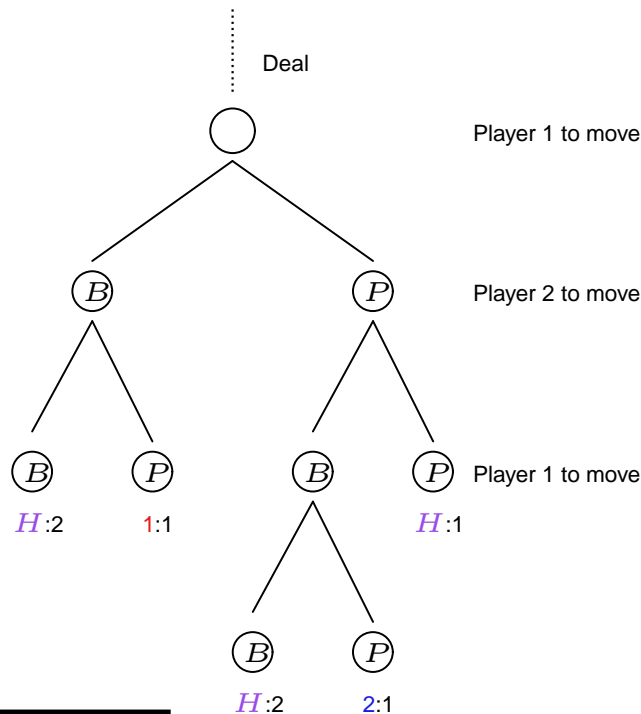 Deal
Player 1 to move
B P Player 2 to move
B P B P Player 1 to move
H:2 1:1 H:1
B P
H:2 2:1